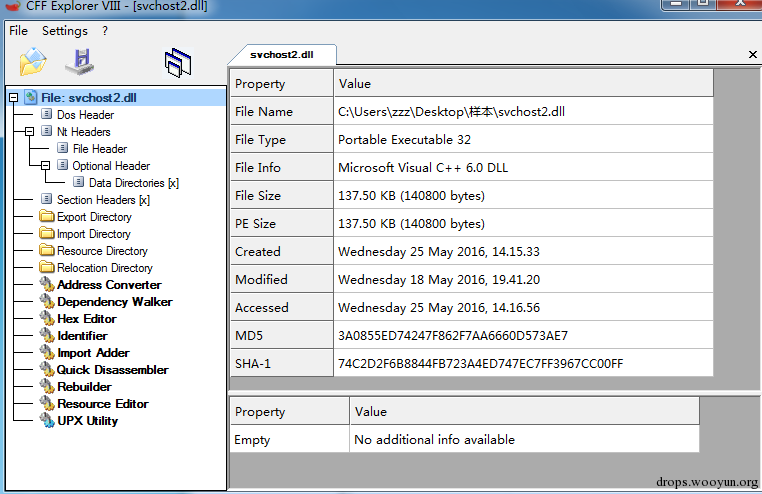 CFF Explorer VIII - [svchost2.dll]
File Settings ?
svchost2.dll
File: svchost2.dll
Dos Header
Nt Headers
File Header
Optional Header
Data Directories [x]
Section Headers [x]
Export Directory
Import Directory
Resource Directory
Relocation Directory
Address Converter
Dependency Walker
Hex Editor
Identifier
Import Adder
Quick Disassembler
Rebuilder
Resource Editor
UPX Utility
Property Value
File Name C:\Users\zzz\Desktop\样本\svchost2.dll
File Type Portable Executable 32
File Info Microsoft Visual C++ 6.0 DLL
File Size 137.50 KB (140800 bytes)
PE Size 137.50 KB (140800 bytes)
Created Wednesday 25 May 2016, 14.15.33
Modified Wednesday 18 May 2016, 19.41.20
Accessed Wednesday 25 May 2016, 14.16.56
MD5 3A0855ED74247F862F7AA6660D573AE7
SHA-1 74C2D2F6B8844FB723A4ED747EC7FF3967CC00FF
Property Value
Empty No additional info available
drops.wooyun.org